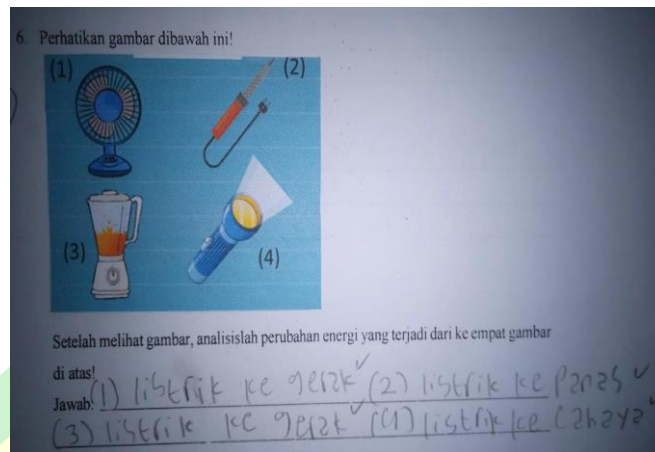 6. Perhatikan gambar dibawah ini!
(1) (2)
(3) (4)
Setelah melihat gambar, analisislah perubahan energi yang terjadi dari ke empat gambar
di atas!
Jawab: (1) listrik ke gerak (2) listrik ke Panas
(3) listrik ke gerak (4) listrik ke Cahaya